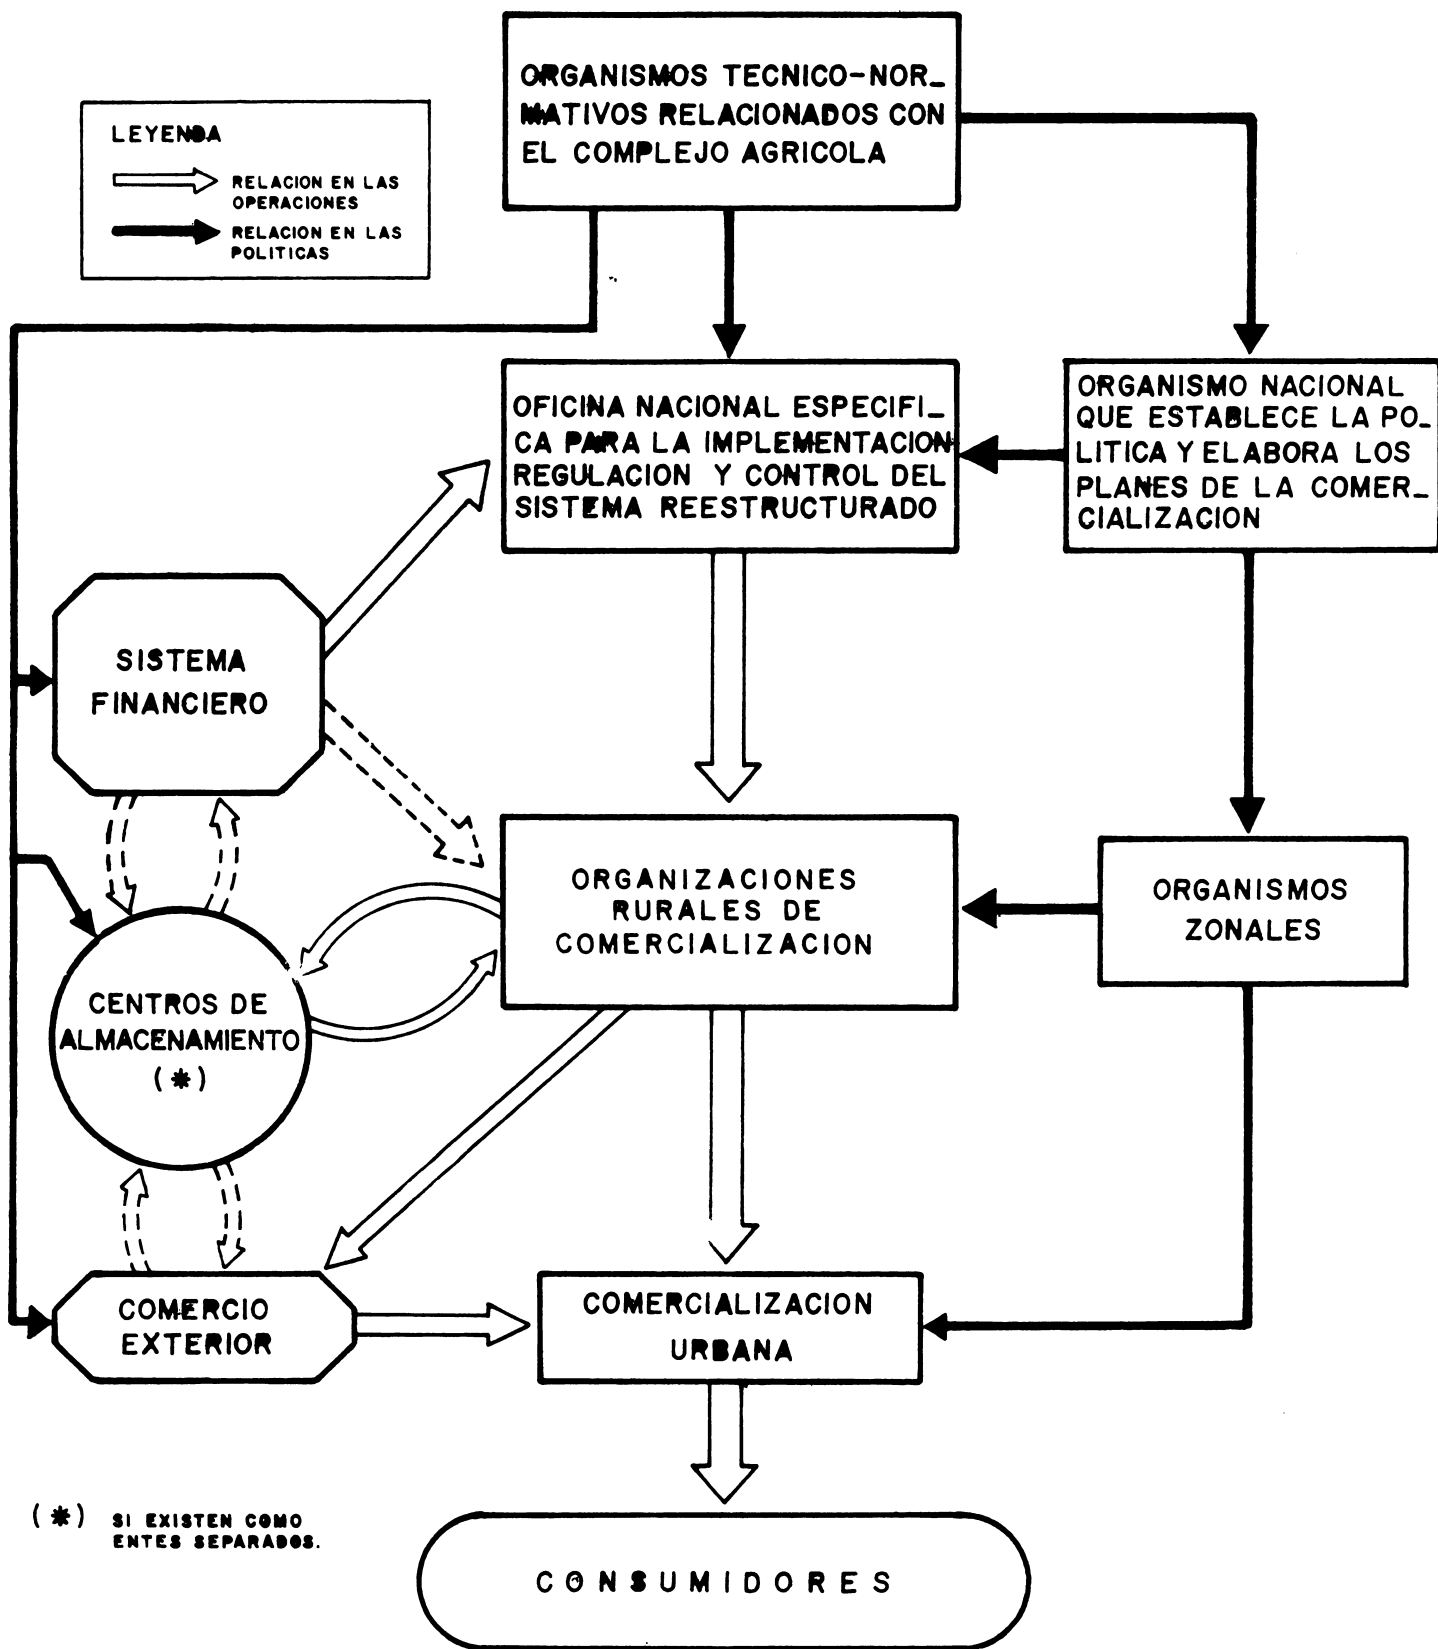 ORGANISMOS TECNICO-NOR_
MATIVOS RELACIONADOS CON
EL COMPLEJO AGRICOLA
LEYENDA
RELACION EN LAS
OPERACIONES
RELACION EN LAS
POLITICAS
OFICINA NACIONAL ESPECIFI_
CA PARA LA IMPLEMENTACION
REGULACION Y CONTROL DEL
SISTEMA REESTRUCTURADO
ORGANISMO NACIONAL
QUE ESTABLECE LA PO_
LITICA Y ELABORA LOS
PLANES DE LA COMER_
CIALIZACION
SISTEMA
FINANCIERO
ORGANIZACIONES
RURALES DE
COMERCIALIZACION
ORGANISMOS
ZONALES
CENTROS DE
ALMACENAMIENTO
(*)
COMERCIO
EXTERIOR
COMERCIALIZACION
URBANA
(*) SI EXISTEN COMO
ENTES SEPARADOS.
CONSUMIDORES